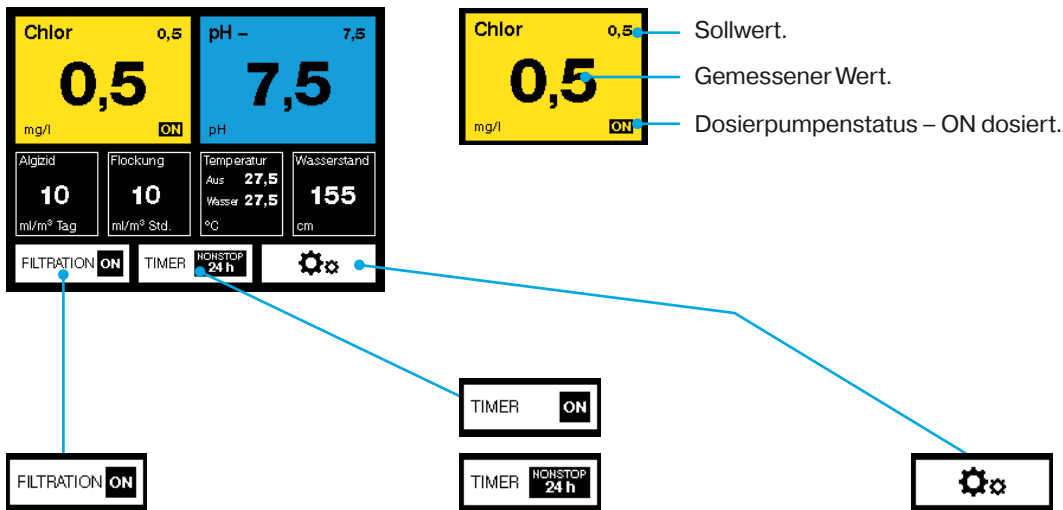 Chlor 0,5
0,5
mg/l ON
pH – 7,5
7,5
pH
Algizid
10
ml/m³ Tag
Flockung
10
ml/m³ Std.
Temperatur
Aus 27,5
Wasser 27,5
°C
Wasserstand
155
cm
FILTRATION ON
TIMER NONSTOP 24 h
Chlor 0,5
0,5
mg/l ON
Sollwert.
Gemessener Wert.
Dosierpumpenstatus – ON dosiert.
TIMER ON
FILTRATION ON
TIMER NONSTOP 24 h